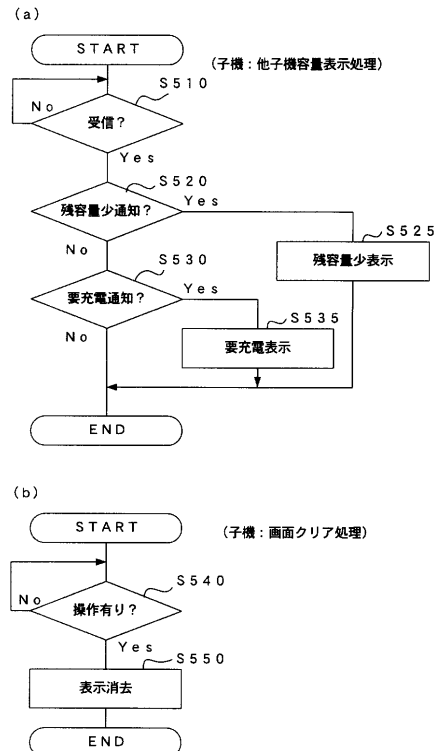 (a)
START
(子機：他子機容量表示処理)
S510
No
受信？
Yes
S520
残容量少通知？
Yes
S525
残容量少表示
No
S530
要充電通知？
Yes
S535
要充電表示
No
END
(b)
START
(子機：画面クリア処理)
S540
No
操作有り？
Yes
S550
表示消去
END